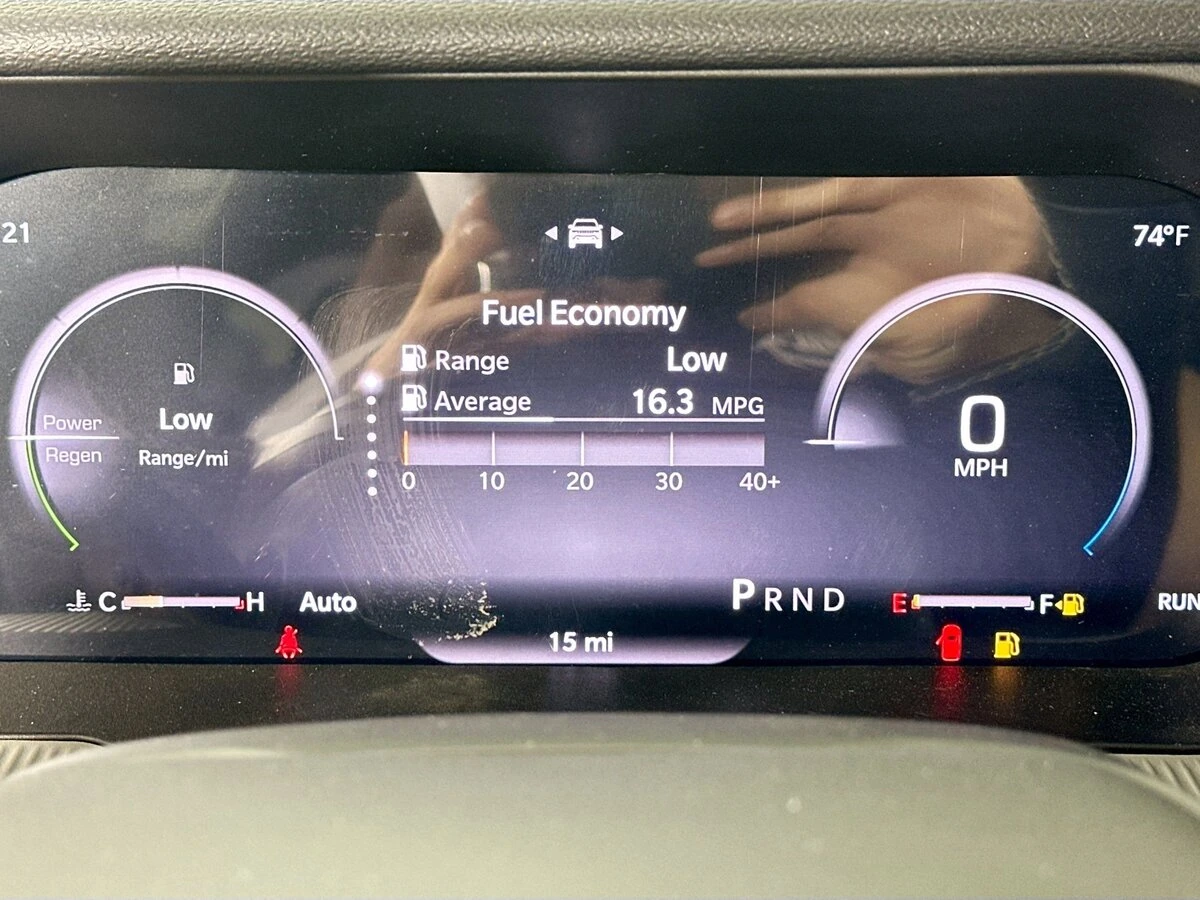 21
74°F
Fuel Economy
Range Low
Average 16.3 MPG
0 10 20 30 40+
Power
Regen
Low
Range/mi
0
MPH
C H
Auto
P R N D
E F
RUN
15 mi